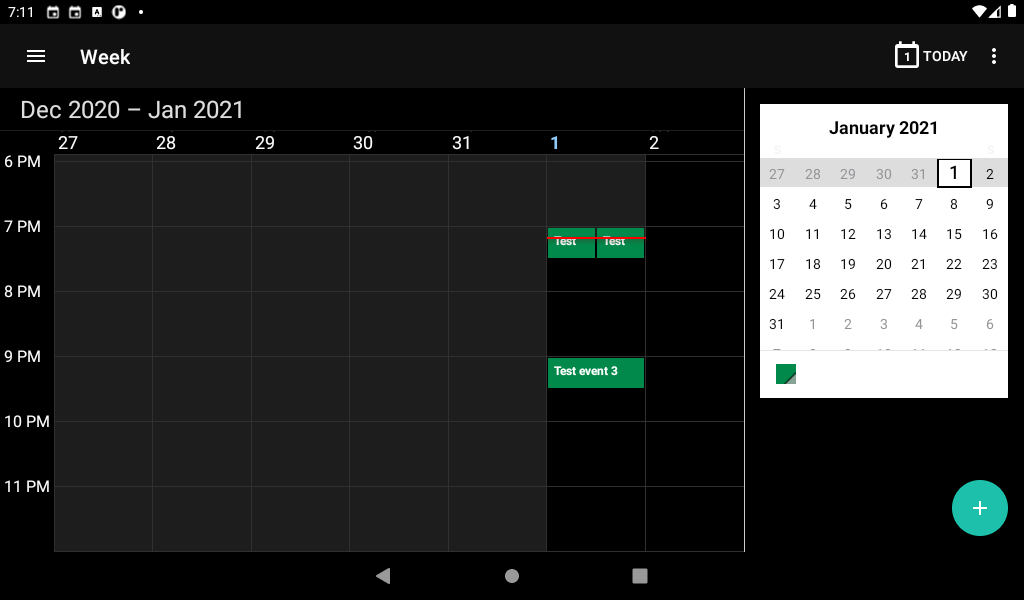 7:11
Week
1 TODAY
Dec 2020 – Jan 2021
27 28 29 30 31 1 2
6 PM
7 PM
Test Test
8 PM
9 PM
Test event 3
10 PM
11 PM
January 2021
S S
27 28 29 30 31 1 2
3 4 5 6 7 8 9
10 11 12 13 14 15 16
17 18 19 20 21 22 23
24 25 26 27 28 29 30
31 1 2 3 4 5 6